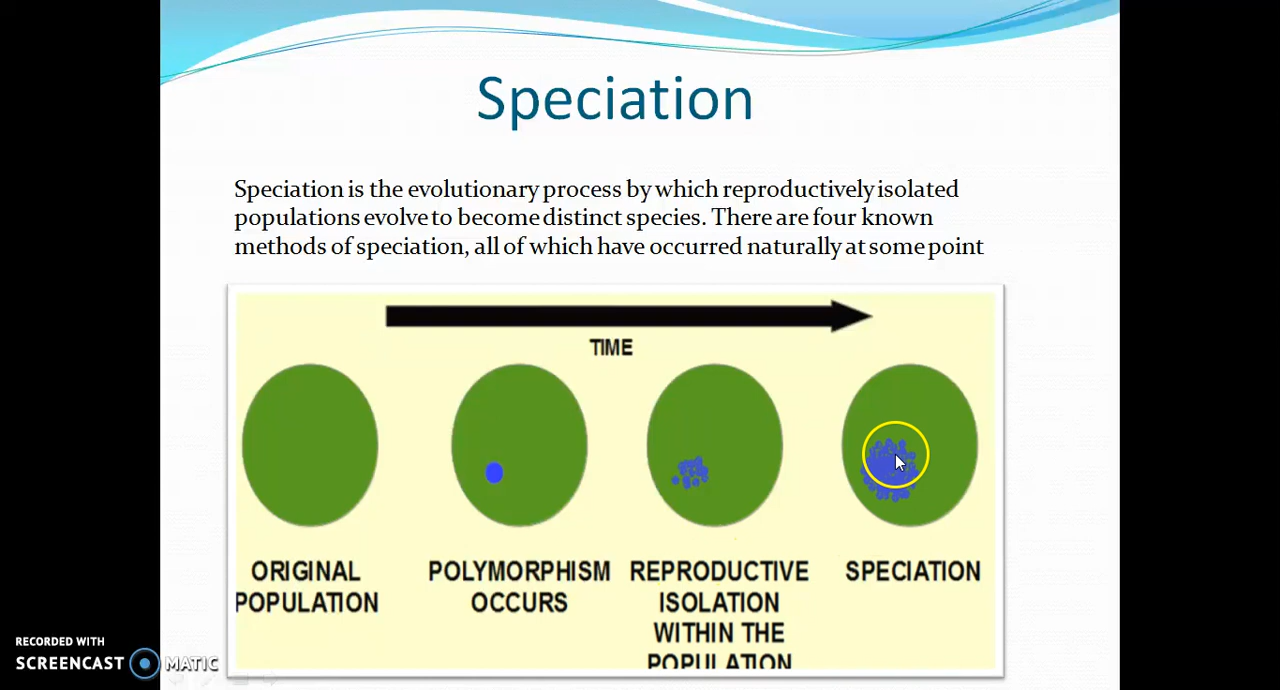 Speciation
Speciation is the evolutionary process by which reproductively isolated
populations evolve to become distinct species. There are four known
methods of speciation, all of which have occurred naturally at some point
TIME
ORIGINAL
POPULATION
POLYMORPHISM
OCCURS
REPRODUCTIVE
ISOLATION
WITHIN THE
POPULATION
SPECIATION
RECORDED WITH
SCREENCAST MATIC